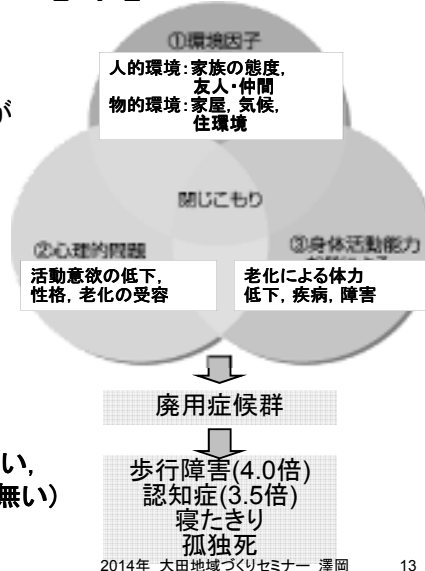 ①環境因子
人的環境：家族の態度，
友人・仲間
物的環境：家屋，気候，
住環境
が
閉じこもり
②心理的問題
活動意欲の低下，
性格，老化の受容
③身体活動能力
老化による体力
低下，疾病，障害
廃用症候群
い，
無い）
歩行障害(4.0倍)
認知症(3.5倍)
寝たきり
孤独死
2014年 大田地域づくりセミナー 澤岡 13